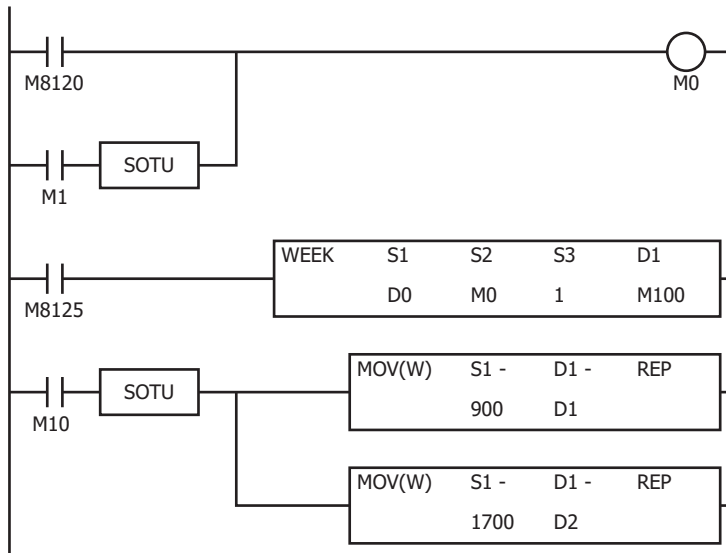 M8120
M0
SOTU
M1
WEEK S1 S2 S3 D1
D0 M0 1 M100
M8125
MOV(W) S1 - D1 - REP
SOTU
900 D1
M10
MOV(W) S1 - D1 - REP
1700 D2